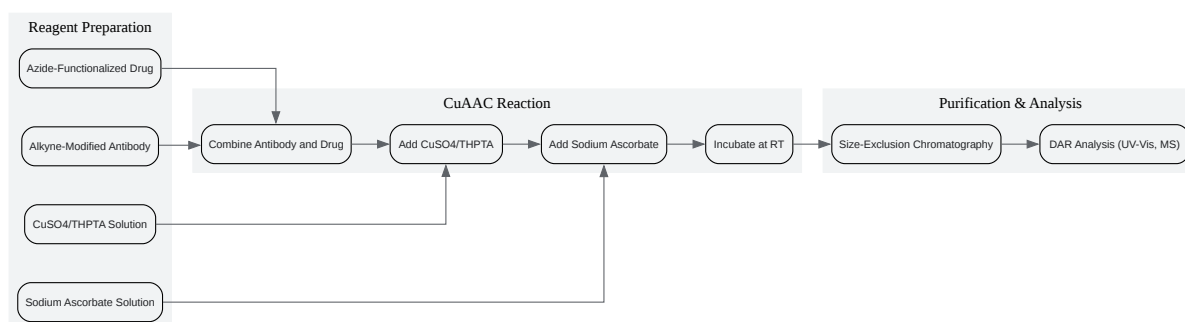 Reagent Preparation
Azide-Functionalized Drug
Alkyne-Modified Antibody
CuSO4/THPTA Solution
Sodium Ascorbate Solution
CuAAC Reaction
Combine Antibody and Drug
Add CuSO4/THPTA
Add Sodium Ascorbate
Incubate at RT
Purification & Analysis
Size-Exclusion Chromatography
DAR Analysis (UV-Vis, MS)